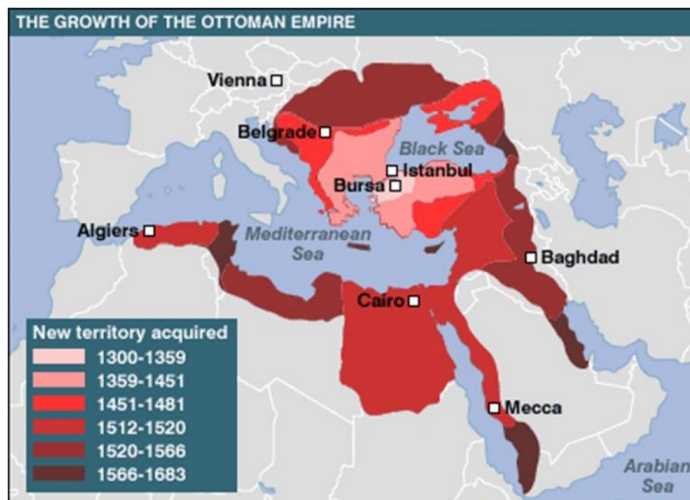 THE GROWTH OF THE OTTOMAN EMPIRE
Vienna
Belgrade
Black Sea
Istanbul
Bursa
Algiers
Mediterranean
Sea
Baghdad
Cairo
New territory acquired
1300-1359
1359-1451
1451-1481
1512-1520
1520-1566
1566-1683
Mecca
Arabian
Sea